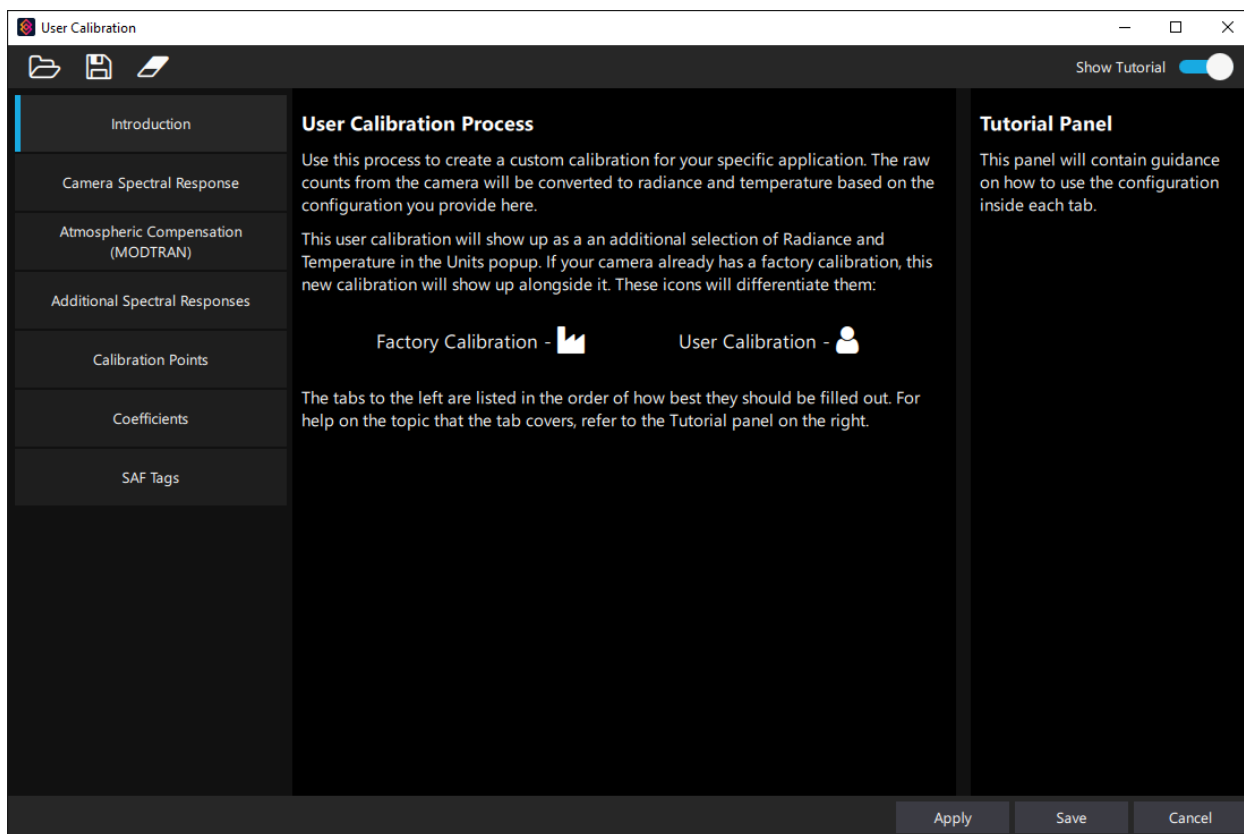 User Calibration
Show Tutorial
Introduction
Camera Spectral Response
Atmospheric Compensation
(MODTRAN)
Additional Spectral Responses
Calibration Points
Coefficients
SAF Tags
User Calibration Process
Use this process to create a custom calibration for your specific application. The raw
counts from the camera will be converted to radiance and temperature based on the
configuration you provide here.
This user calibration will show up as a an additional selection of Radiance and
Temperature in the Units popup. If your camera already has a factory calibration, this
new calibration will show up alongside it. These icons will differentiate them:
Factory Calibration -
User Calibration -
The tabs to the left are listed in the order of how best they should be filled out. For
help on the topic that the tab covers, refer to the Tutorial panel on the right.
Tutorial Panel
This panel will contain guidance
on how to use the configuration
inside each tab.
Apply
Save
Cancel